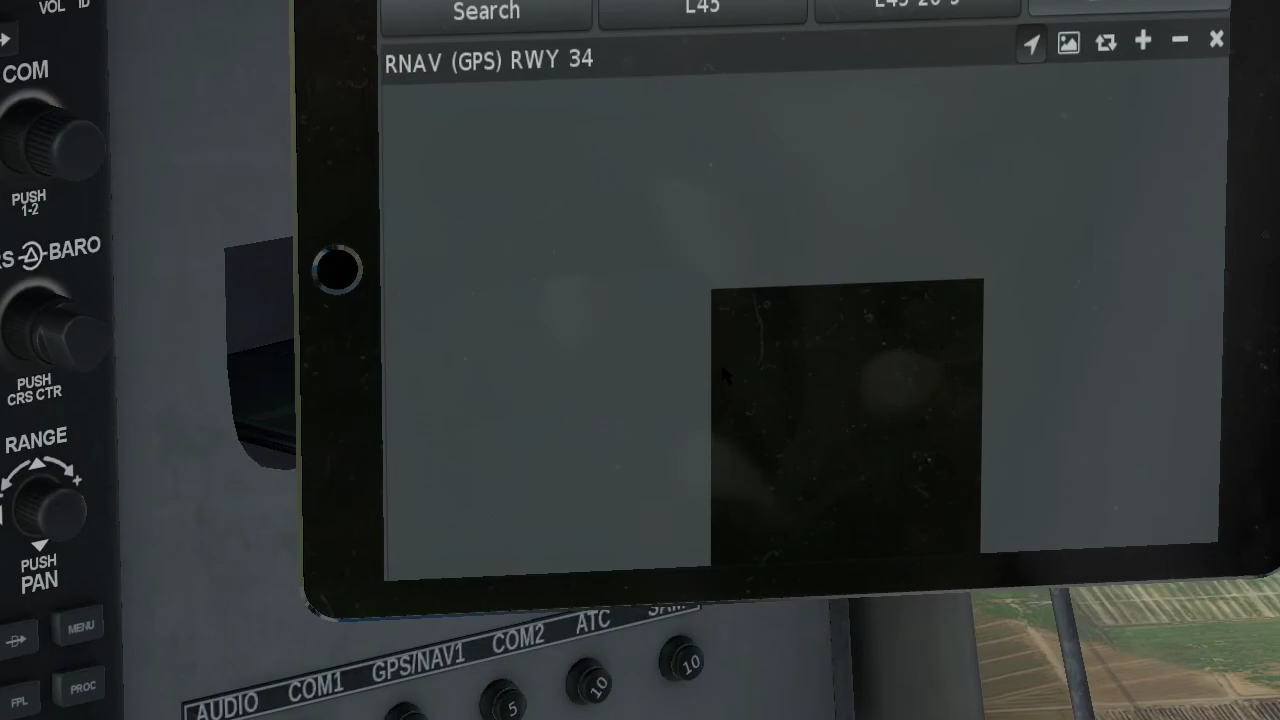 VOL ID
COM
PUSH
1-2
BARO
PUSH
CRS CTR
RANGE
PUSH
PAN
MENU
FPL
PROC
Search
L45
RNAV (GPS) RWY 34
AUDIO
COM1
GPS/NAV1
COM2
ATC
5
10
10